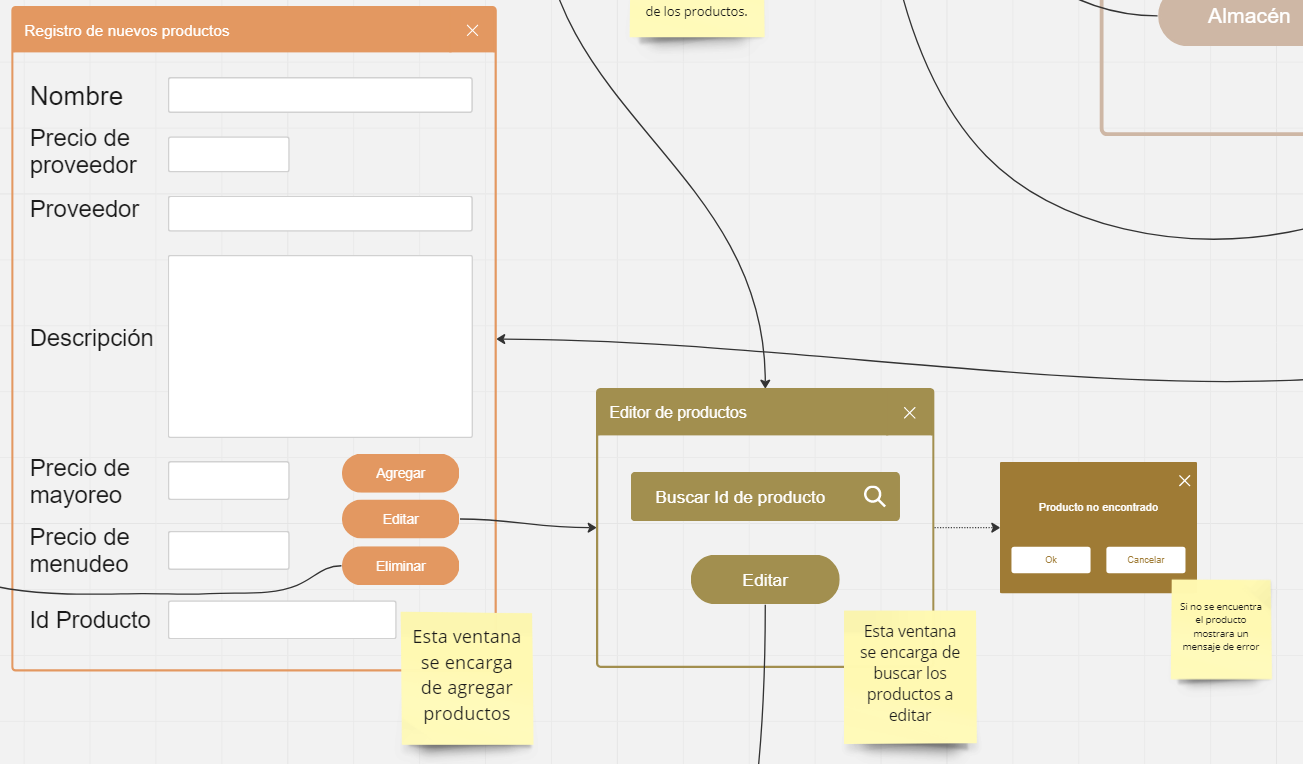 de los productos.
Almacén
Registro de nuevos productos
Nombre
Precio de
proveedor
Proveedor
Descripción
Precio de
mayoreo
Precio de
menudeo
Id Producto
Agregar
Editar
Eliminar
Esta ventana
se encarga
de agregar
productos
Editor de productos
Buscar Id de producto
Editar
Esta ventana
se encarga de
buscar los
productos a
editar
Producto no encontrado
Ok
Cancelar
Si no se encuentra
el producto
mostrara un
mensaje de error